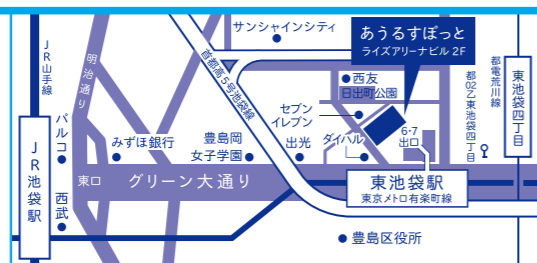 サンシャインシティ
あうるすぽっと
ライズアリーナビル 2F
JR山手線
明治通り
首都高5号池袋線
西友
日出町公園
セブン
イレブン
ダイハル
6・7
出口
都02乙東池袋四丁目
都電荒川線
東池袋四丁目
パルコ
みずほ銀行
豊島岡
女子学園
出光
JR池袋駅
西武
東口
グリーン大通り
東池袋駅
東京メトロ有楽町線
豊島区役所